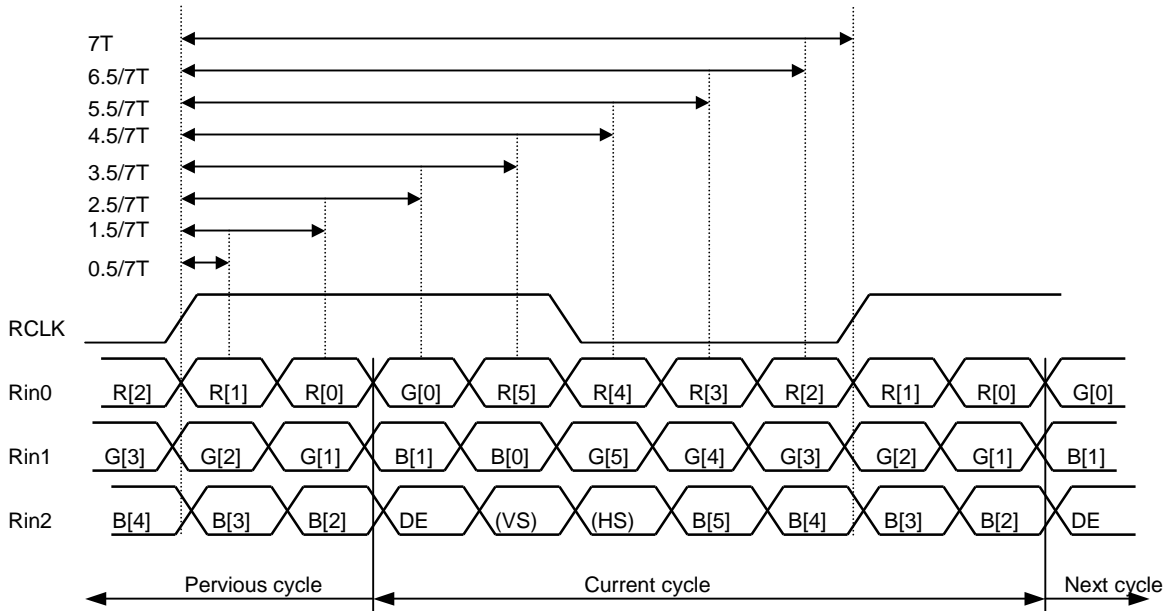 7T
6.5/7T
5.5/7T
4.5/7T
3.5/7T
2.5/7T
1.5/7T
0.5/7T
RCLK
Rin0 R[2] R[1] R[0] G[0] R[5] R[4] R[3] R[2] R[1] R[0] G[0]
Rin1 G[3] G[2] G[1] B[1] B[0] G[5] G[4] G[3] G[2] G[1] B[1]
Rin2 B[4] B[3] B[2] DE (VS) (HS) B[5] B[4] B[3] B[2] DE
Pervious cycle Current cycle Next cycle